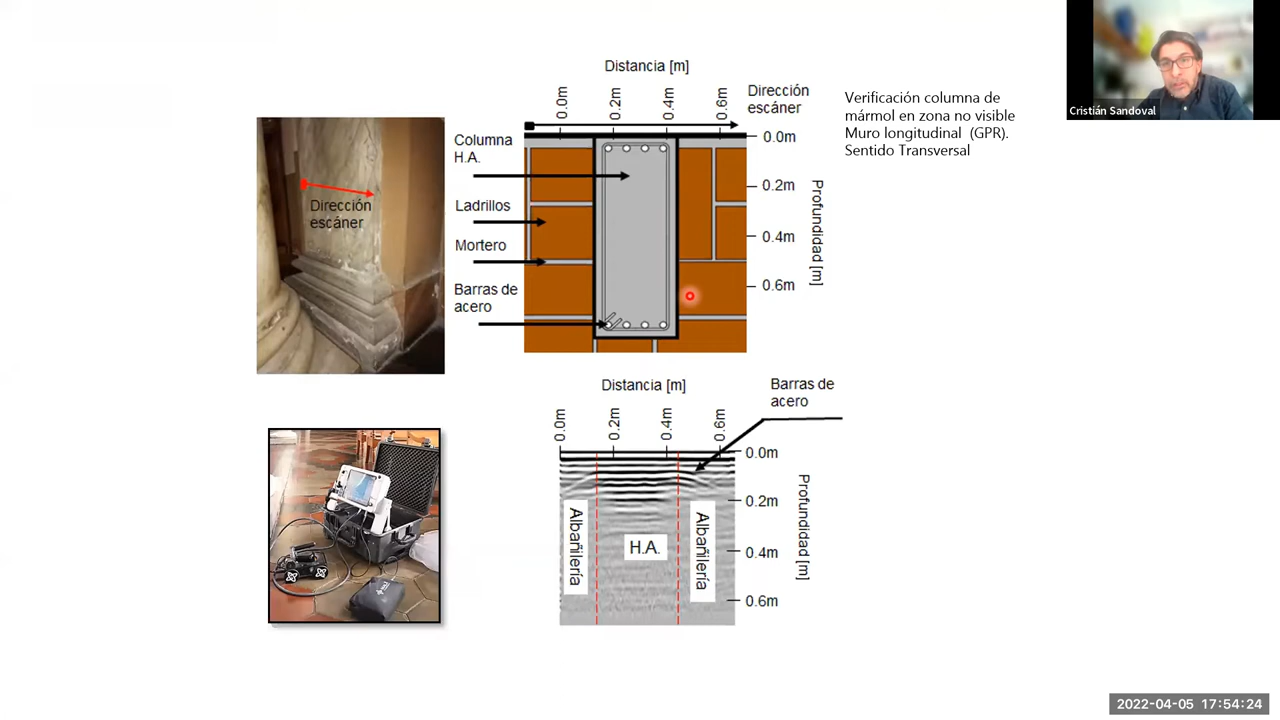 Distancia [m]
0.0m
0.2m
0.4m
0.6m
Dirección
escáner
Columna
H.A.
Ladrillos
Mortero
Barras de
acero
0.0m
0.2m
0.4m
0.6m
Profundidad [m]
Dirección
escáner
Verificación columna de
mármol en zona no visible
Muro longitudinal (GPR).
Sentido Transversal
Cristián Sandoval
Distancia [m]
0.0m
0.2m
0.4m
0.6m
Barras de
acero
0.0m
0.2m
0.4m
0.6m
Profundidad [m]
Albañilería
H.A.
Albañilería
2022-04-05 17:54:24